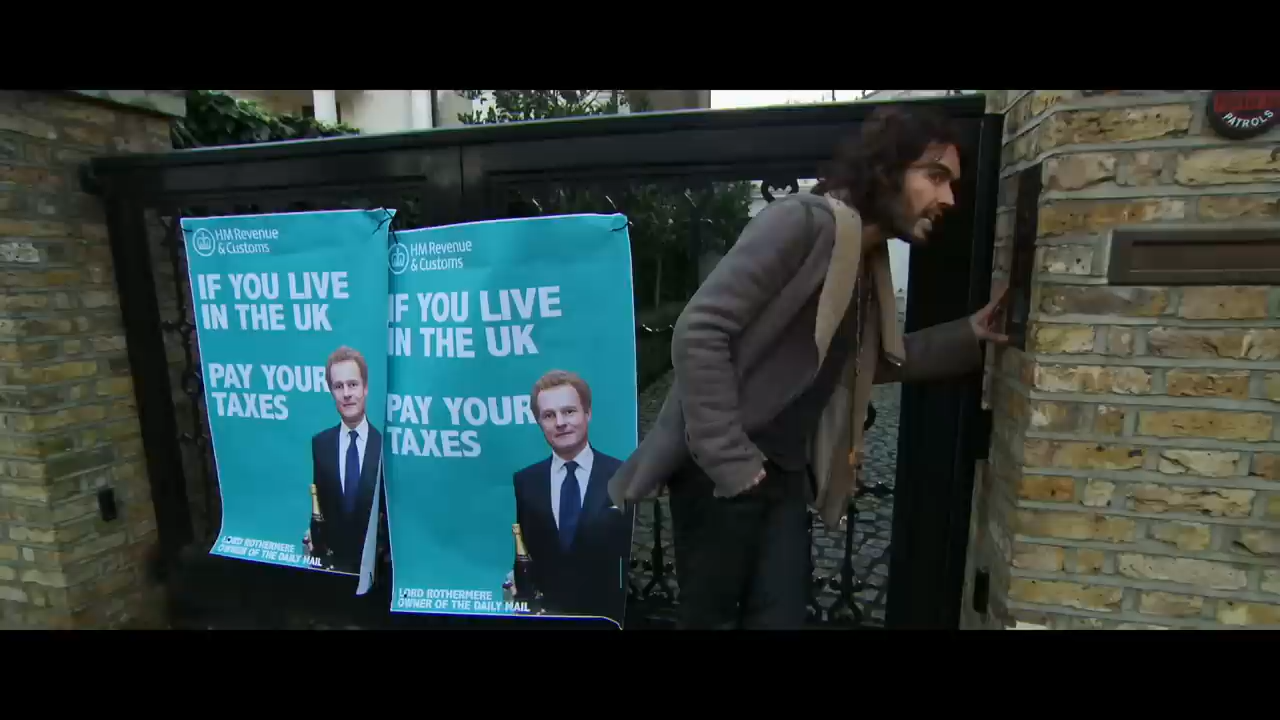 HM Revenue
& Customs
IF YOU LIVE
IN THE UK
PAY YOUR
TAXES
LORD ROTHERMERE
OWNER OF THE DAILY MAIL
HM Revenue
& Customs
IF YOU LIVE
IN THE UK
PAY YOUR
TAXES
LORD ROTHERMERE
OWNER OF THE DAILY MAIL
PATROLS